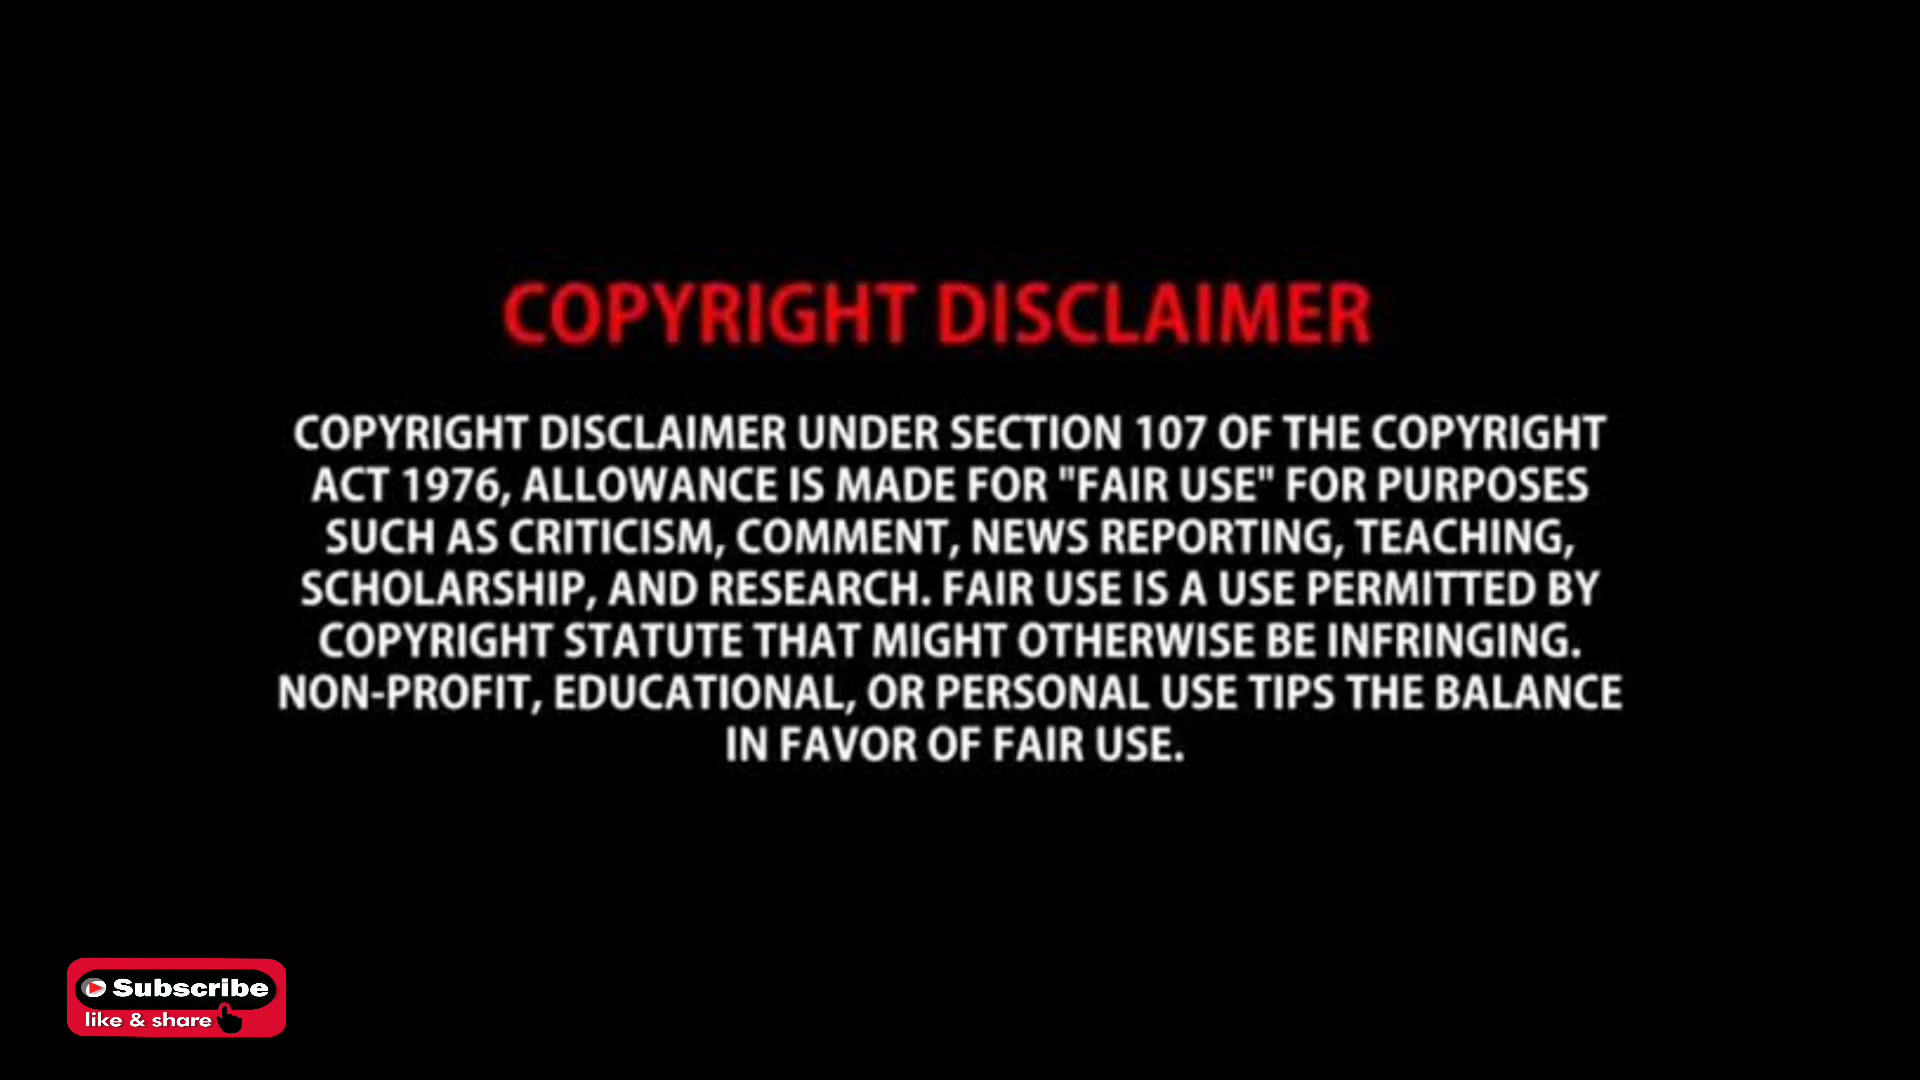 COPYRIGHT DISCLAIMER
COPYRIGHT DISCLAIMER UNDER SECTION 107 OF THE COPYRIGHT
ACT 1976, ALLOWANCE IS MADE FOR "FAIR USE" FOR PURPOSES
SUCH AS CRITICISM, COMMENT, NEWS REPORTING, TEACHING,
SCHOLARSHIP, AND RESEARCH. FAIR USE IS A USE PERMITTED BY
COPYRIGHT STATUTE THAT MIGHT OTHERWISE BE INFRINGING.
NON-PROFIT, EDUCATIONAL, OR PERSONAL USE TIPS THE BALANCE
IN FAVOR OF FAIR USE.
Subscribe
like & share